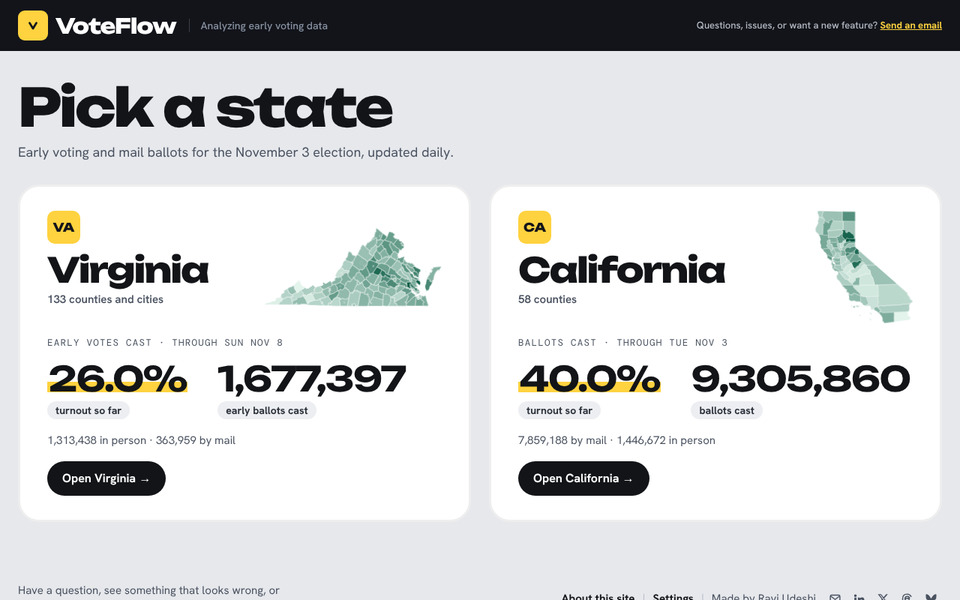 VoteFlow
Analyzing early voting data
Questions, issues, or want a new feature? Send an email
Pick a state
Early voting and mail ballots for the November 3 election, updated daily.
VA
Virginia
133 counties and cities
EARLY VOTES CAST · THROUGH SUN NOV 8
26.0%
1,677,397
turnout so far
early ballots cast
1,313,438 in person · 363,959 by mail
Open Virginia →
CA
California
58 counties
BALLOTS CAST · THROUGH TUE NOV 3
40.0%
9,305,860
turnout so far
ballots cast
7,859,188 by mail · 1,446,672 in person
Open California →
Have a question, see something that looks wrong, or
About this site
Settings
Made by Ravi Udeshi